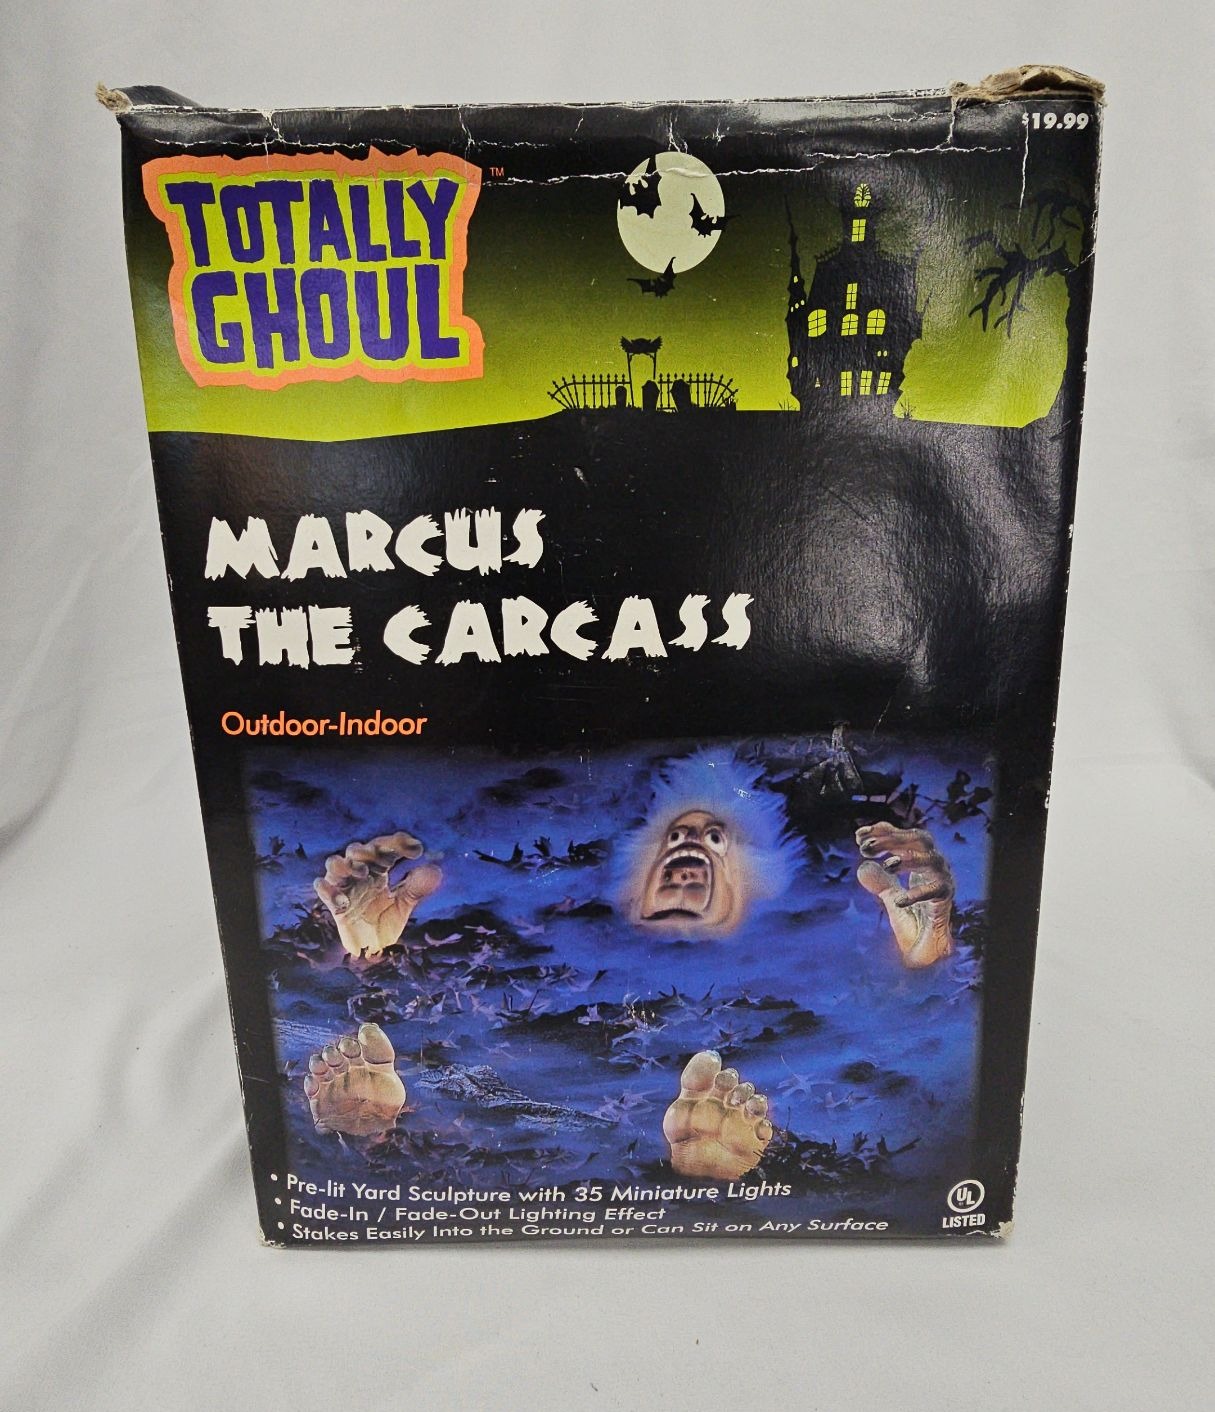 $19.99
TOTALLY
GHOUL
TM
MARCUS
THE CARCASS
Outdoor-Indoor
• Pre-lit Yard Sculpture with 35 Miniature Lights
• Fade-In / Fade-Out Lighting Effect
• Stakes Easily Into the Ground or Can Sit on Any Surface
UL
LISTED